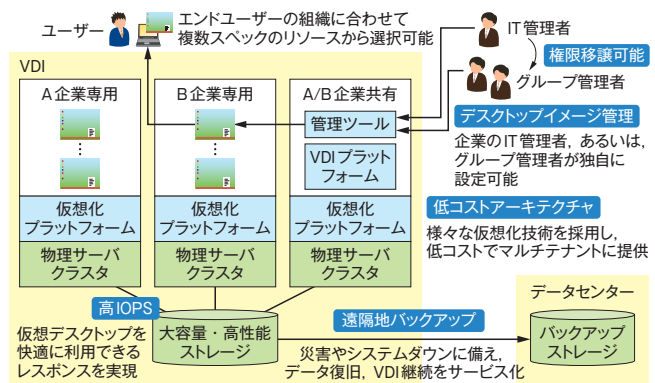 ユーザー
エンドユーザーの組織に合わせて
複数スペックのリソースから選択可能
IT管理者
権限移譲可能
グループ管理者
VDI
A企業専用
B企業専用
A/B企業共有
管理ツール
VDIプラット
フォーム
デスクトップイメージ管理
企業のIT管理者，あるいは，
グループ管理者が独自に
設定可能
仮想化
プラットフォーム
仮想化
プラットフォーム
仮想化
プラットフォーム
低コストアーキテクチャ
様々な仮想化技術を採用し，
低コストでマルチテナントに提供
物理サーバ
クラスタ
物理サーバ
クラスタ
物理サーバ
クラスタ
高IOPS
仮想デスクトップを
快適に利用できる
レスポンスを実現
大容量・高性能
ストレージ
遠隔地バックアップ
災害やシステムダウンに備え，
データ復旧，VDI継続をサービス化
データセンター
バックアップ
ストレージ